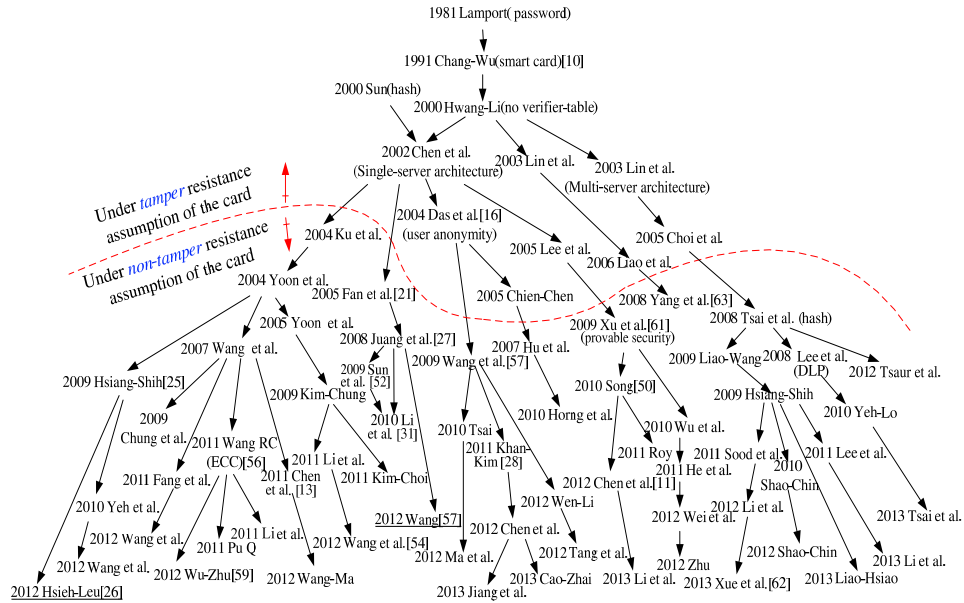 1981 Lamport( password)
1991 Chang-Wu(smart card)[10]
2000 Sun(hash)
2000 Hwang-Li(no verifier-table)
2002 Chen et al.
(Single-server architecture)
2003 Lin et al.
2003 Lin et al.
(Multi-server architecture)
Under tamper resistance
assumption of the card
Under non-tamper resistance
assumption of the card
2004 Ku et al.
2004 Das et al.[16]
(user anonymity)
2005 Lee et al.
2005 Choi et al.
2006 Liao et al.
2004 Yoon et al.
2005 Fan et al.[21]
2005 Chien-Chen
2008 Yang et al.[63]
2005 Yoon et al.
2009 Xu et al.[61]
(provable security)
2008 Tsai et al. (hash)
2007 Wang et al.
2008 Juang et al.[27]
2007 Hu et al.
2009 Wang et al.[57]
2009 Liao-Wang
2008 Lee et al.
(DLP)
2012 Tsaur et al.
2009 Hsiang-Shih[25]
2009 Sun
et al. [52]
2009 Kim-Chung
2010 Song[50]
2009 Hsiang-Shih
2009
Chung et al.
2010 Li
et al. [31]
2010 Horng et al.
2010 Yeh-Lo
2010 Tsai
2010 Wu et al.
2011 Wang RC
(ECC)[56]
2011 Khan-
Kim [28]
2011 Roy
2011 Sood et al.
2010
Shao-Chin
2011 Lee et al.
2011 Fang et al.
2011 Chen
et al. [13]
2011 Li et al.
2011 Kim-Choi
2011 He et al.
2012 Chen et al.[11]
2010 Yeh et al.
2012 Wen-Li
2012 Li et al.
2012 Wang[57]
2012 Wei et al.
2013 Tsai et al.
2012 Wang et al.
2011 Pu Q
2011 Li et al.
2012 Wang et al.[54]
2012 Chen et al.
2012 Wang et al.
2012 Wu-Zhu[59]
2012 Wang-Ma
2012 Ma et al.
2012 Tang et al.
2012 Zhu
2012 Shao-Chin
2013 Li et al.
2012 Hsieh-Leu[26]
2013 Jiang et al.
2013 Cao-Zhai
2013 Li et al.
2013 Xue et al.[62]
2013 Liao-Hsiao